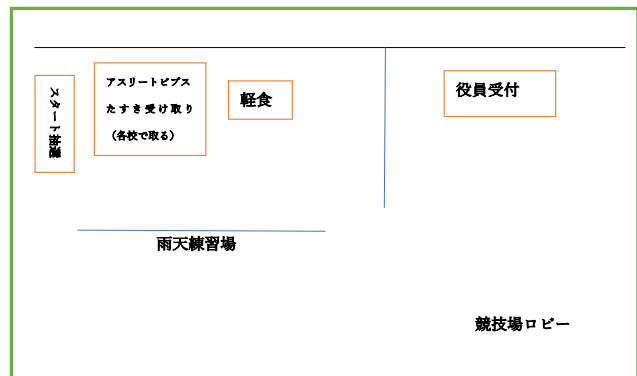 スタート
アスリートビブス
たすき受け取り
（各校で取る）
軽食
役員受付
雨天練習場
競技場ロビー